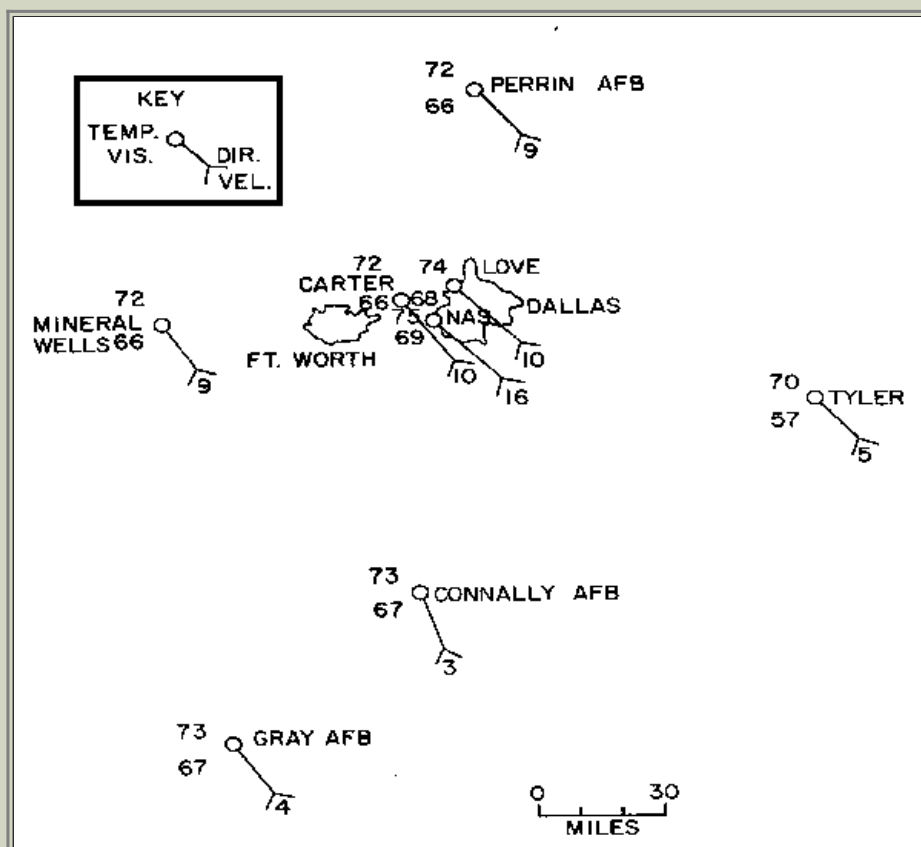 72
66 PERRIN AFB
9
KEY
TEMP.
VIS.
DIR.
VEL.
72
CARTER
66
74
68
LOVE
DALLAS
75
NAS
69
FT. WORTH
10
16
10
72
MINERAL
WELLS 66
9
70
TYLER
57
5
73
CONNALLY AFB
67
3
73
GRAY AFB
67
4
0 30
MILES